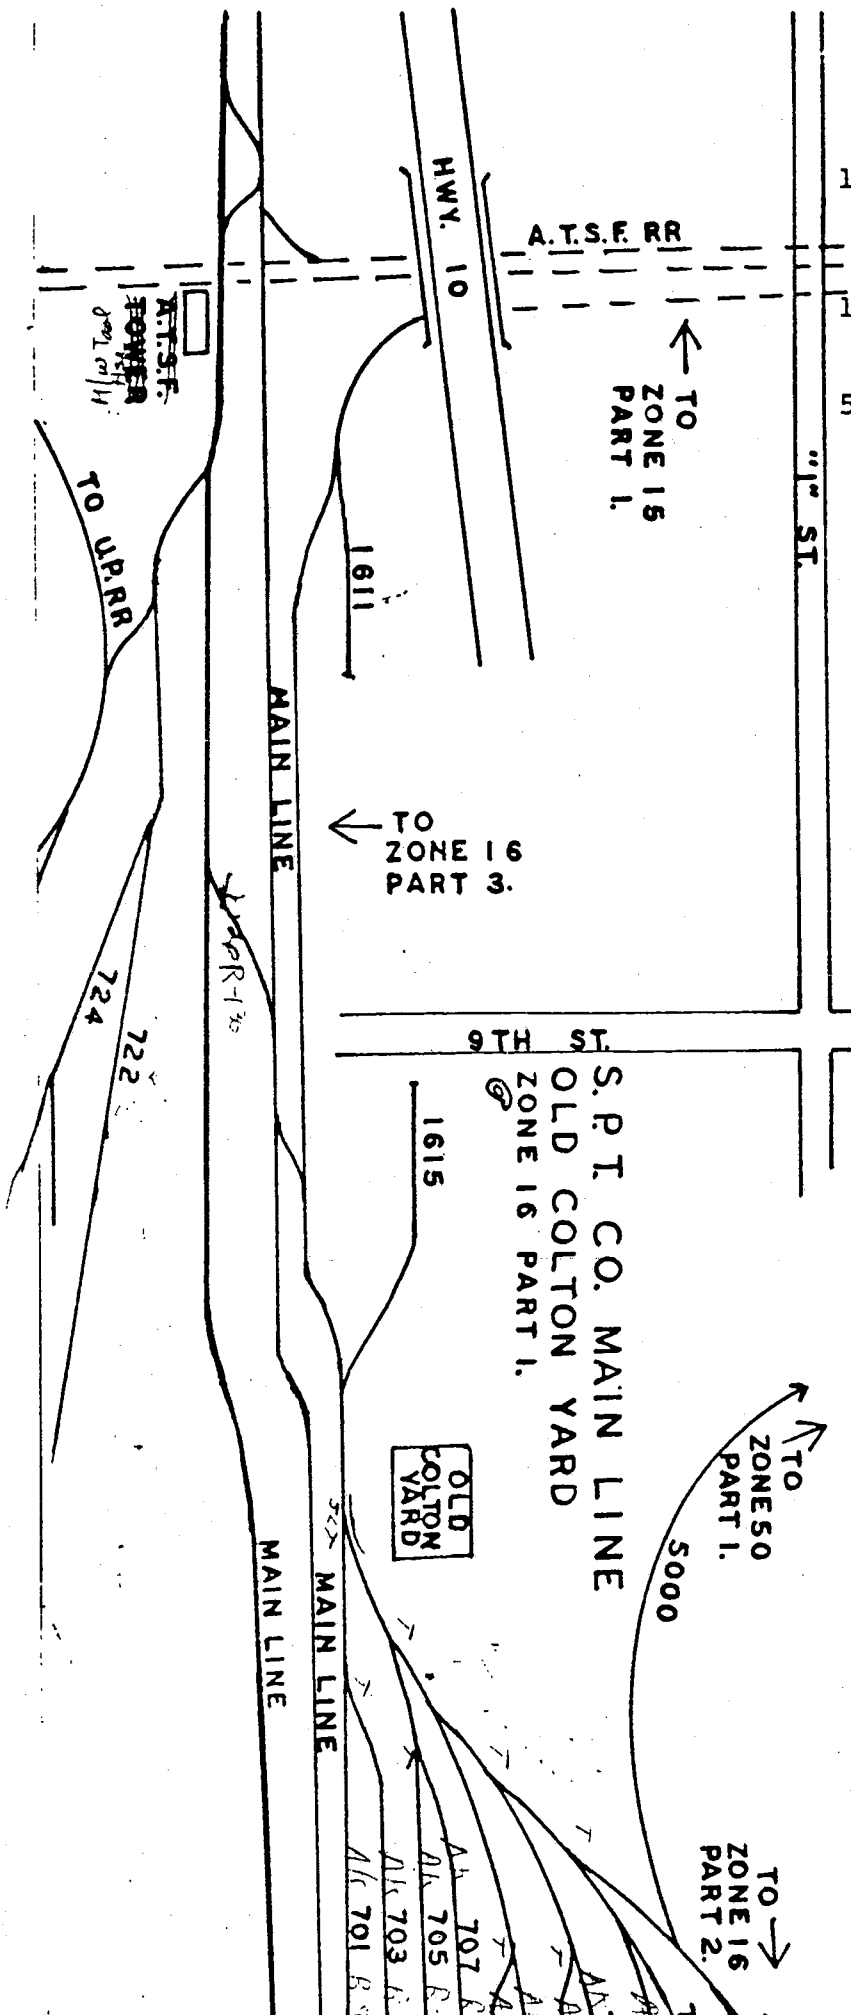 HWY. 10
A.T.S.F. RR
A.T.S.F.
TOWER
TO
ZONE 15
PART 1.
"I" ST.
TO U.P. RR
1611
MAIN LINE
TO
ZONE 16
PART 3.
724
722
9TH ST.
S.P.T. CO. MAIN LINE
OLD COLTON YARD
ZONE 16 PART 1.
1615
OLD
COLTON
YARD
TO
ZONE 50
PART 1.
5000
MAIN LINE
MAIN LINE
TO
ZONE 16
PART 2.
701
703
705
707
1
1
5